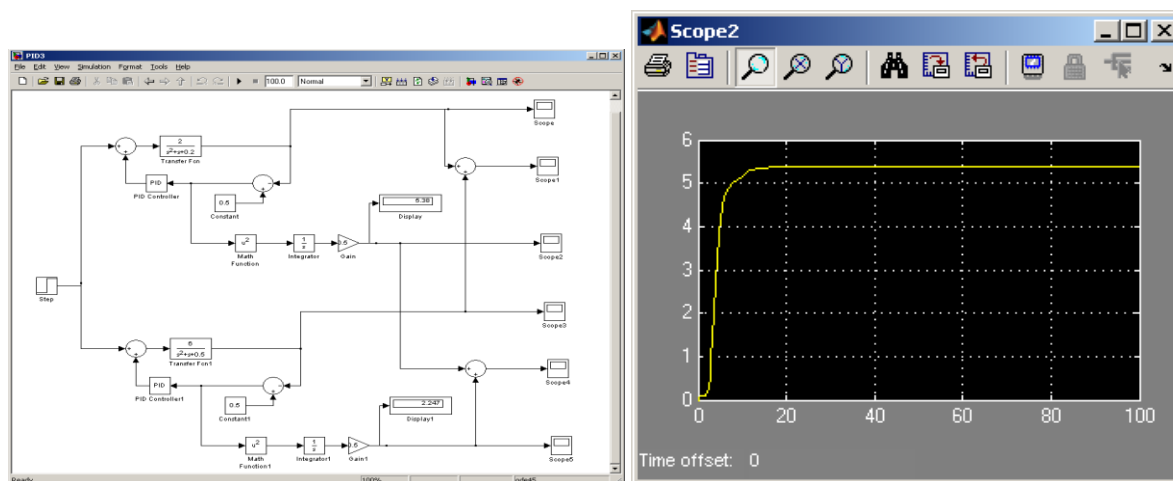 PID3
File Edit View Simulation Format Tools Help
100.0 Normal
Scope
2
s²+s+0.2
Transfer Fcn
PID
PID Controller
0.5
Constant
Scope1
Display
u²
Math
Function
1
s
Integrator
0.5
Gain
Scope2
Step
Scope3
6
s²+s+0.5
Transfer Fcn1
PID
PID Controller1
0.5
Constant1
Scope4
2.247
Display1
u²
Math
Function1
1
s
Integrator1
0.5
Gain1
Scope5
Ready
100%
ode45
Scope2
6
5
4
3
2
1
0
0 20 40 60 80 100
Time offset: 0